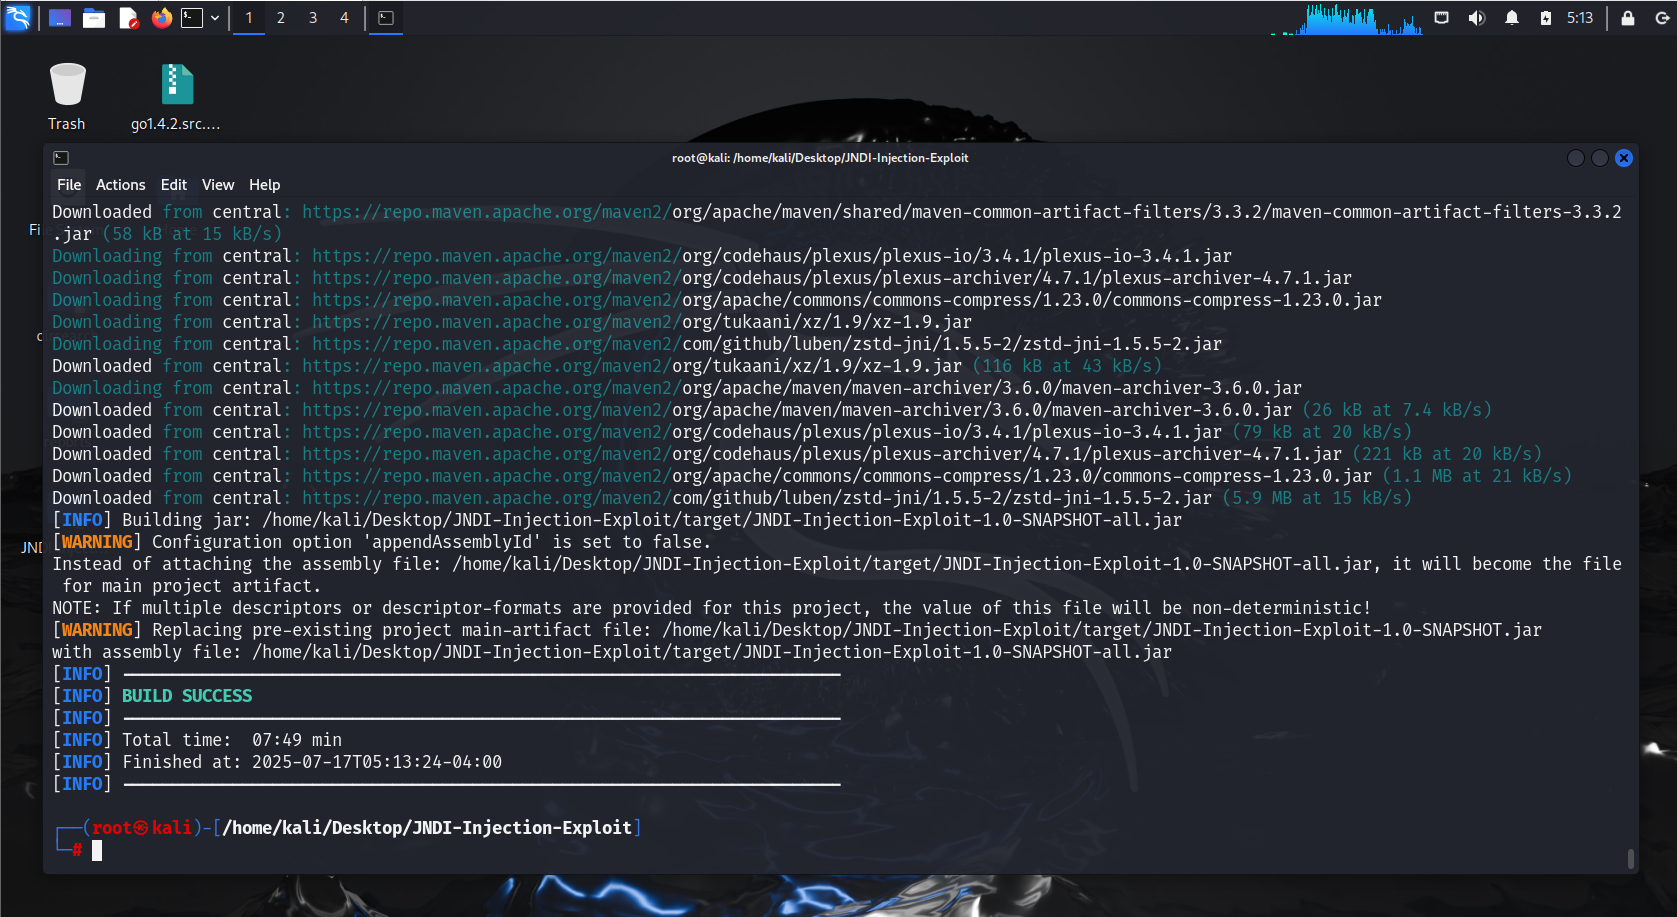 1 2 3 4
5:13
Trash
go1.4.2.src....
root@kali: /home/kali/Desktop/JNDI-Injection-Exploit
File Actions Edit View Help
Downloaded from central: https://repo.maven.apache.org/maven2/org/apache/maven/shared/maven-common-artifact-filters/3.3.2/maven-common-artifact-filters-3.3.2
.jar (58 kB at 15 kB/s)
Downloading from central: https://repo.maven.apache.org/maven2/org/codehaus/plexus/plexus-io/3.4.1/plexus-io-3.4.1.jar
Downloading from central: https://repo.maven.apache.org/maven2/org/codehaus/plexus/plexus-archiver/4.7.1/plexus-archiver-4.7.1.jar
Downloading from central: https://repo.maven.apache.org/maven2/org/apache/commons/commons-compress/1.23.0/commons-compress-1.23.0.jar
Downloading from central: https://repo.maven.apache.org/maven2/org/tukaani/xz/1.9/xz-1.9.jar
Downloading from central: https://repo.maven.apache.org/maven2/com/github/luben/zstd-jni/1.5.5-2/zstd-jni-1.5.5-2.jar
Downloaded from central: https://repo.maven.apache.org/maven2/org/tukaani/xz/1.9/xz-1.9.jar (116 kB at 43 kB/s)
Downloading from central: https://repo.maven.apache.org/maven2/org/apache/maven/maven-archiver/3.6.0/maven-archiver-3.6.0.jar
Downloaded from central: https://repo.maven.apache.org/maven2/org/apache/maven/maven-archiver/3.6.0/maven-archiver-3.6.0.jar (26 kB at 7.4 kB/s)
Downloaded from central: https://repo.maven.apache.org/maven2/org/codehaus/plexus/plexus-io/3.4.1/plexus-io-3.4.1.jar (79 kB at 20 kB/s)
Downloaded from central: https://repo.maven.apache.org/maven2/org/codehaus/plexus/plexus-archiver/4.7.1/plexus-archiver-4.7.1.jar (221 kB at 20 kB/s)
Downloaded from central: https://repo.maven.apache.org/maven2/org/apache/commons/commons-compress/1.23.0/commons-compress-1.23.0.jar (1.1 MB at 21 kB/s)
Downloaded from central: https://repo.maven.apache.org/maven2/com/github/luben/zstd-jni/1.5.5-2/zstd-jni-1.5.5-2.jar (5.9 MB at 15 kB/s)
[INFO] Building jar: /home/kali/Desktop/JNDI-Injection-Exploit/target/JNDI-Injection-Exploit-1.0-SNAPSHOT-all.jar
[WARNING] Configuration option 'appendAssemblyId' is set to false.
Instead of attaching the assembly file: /home/kali/Desktop/JNDI-Injection-Exploit/target/JNDI-Injection-Exploit-1.0-SNAPSHOT-all.jar, it will become the file
for main project artifact.
NOTE: If multiple descriptors or descriptor-formats are provided for this project, the value of this file will be non-deterministic!
[WARNING] Replacing pre-existing project main-artifact file: /home/kali/Desktop/JNDI-Injection-Exploit/target/JNDI-Injection-Exploit-1.0-SNAPSHOT.jar
with assembly file: /home/kali/Desktop/JNDI-Injection-Exploit/target/JNDI-Injection-Exploit-1.0-SNAPSHOT-all.jar
[INFO] ------------------------------------------------------------------------
[INFO] BUILD SUCCESS
[INFO] ------------------------------------------------------------------------
[INFO] Total time:  07:49 min
[INFO] Finished at: 2025-07-17T05:13:24-04:00
[INFO] ------------------------------------------------------------------------
┌──(root㉿kali)-[/home/kali/Desktop/JNDI-Injection-Exploit]
└─#